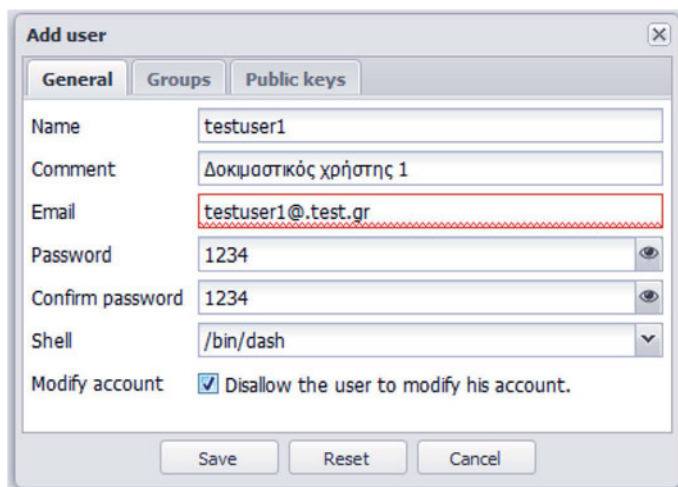 Add user
General Groups Public keys
Name testuser1
Comment Δοκιμαστικός χρήστης 1
Email testuser1@.test.gr
Password 1234
Confirm password 1234
Shell /bin/dash
Modify account Disallow the user to modify his account.
Save Reset Cancel